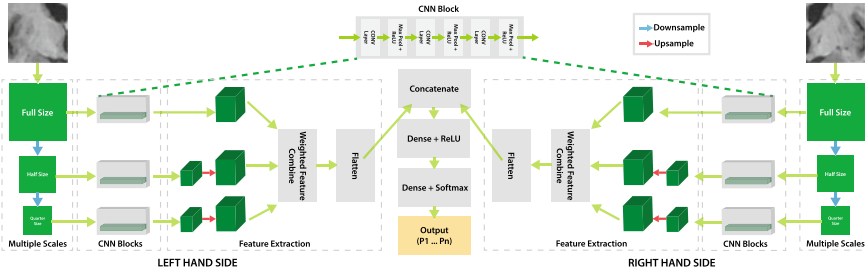 CNN Block
CONV
Layer
Max Pool +
ReLU
CONV
Layer
Max Pool +
ReLU
CONV
Layer
Max Pool +
ReLU
Downsample
Upsample
Full Size
Half Size
Quarter
Size
Multiple Scales
CNN Blocks
Weighted Feature
Combine
Flatten
Feature Extraction
LEFT HAND SIDE
Concatenate
Dense + ReLU
Dense + Softmax
Output
(P1 ... Pn)
Flatten
Weighted Feature
Combine
Feature Extraction
CNN Blocks
Full Size
Half Size
Quarter
Size
Multiple Scales
RIGHT HAND SIDE